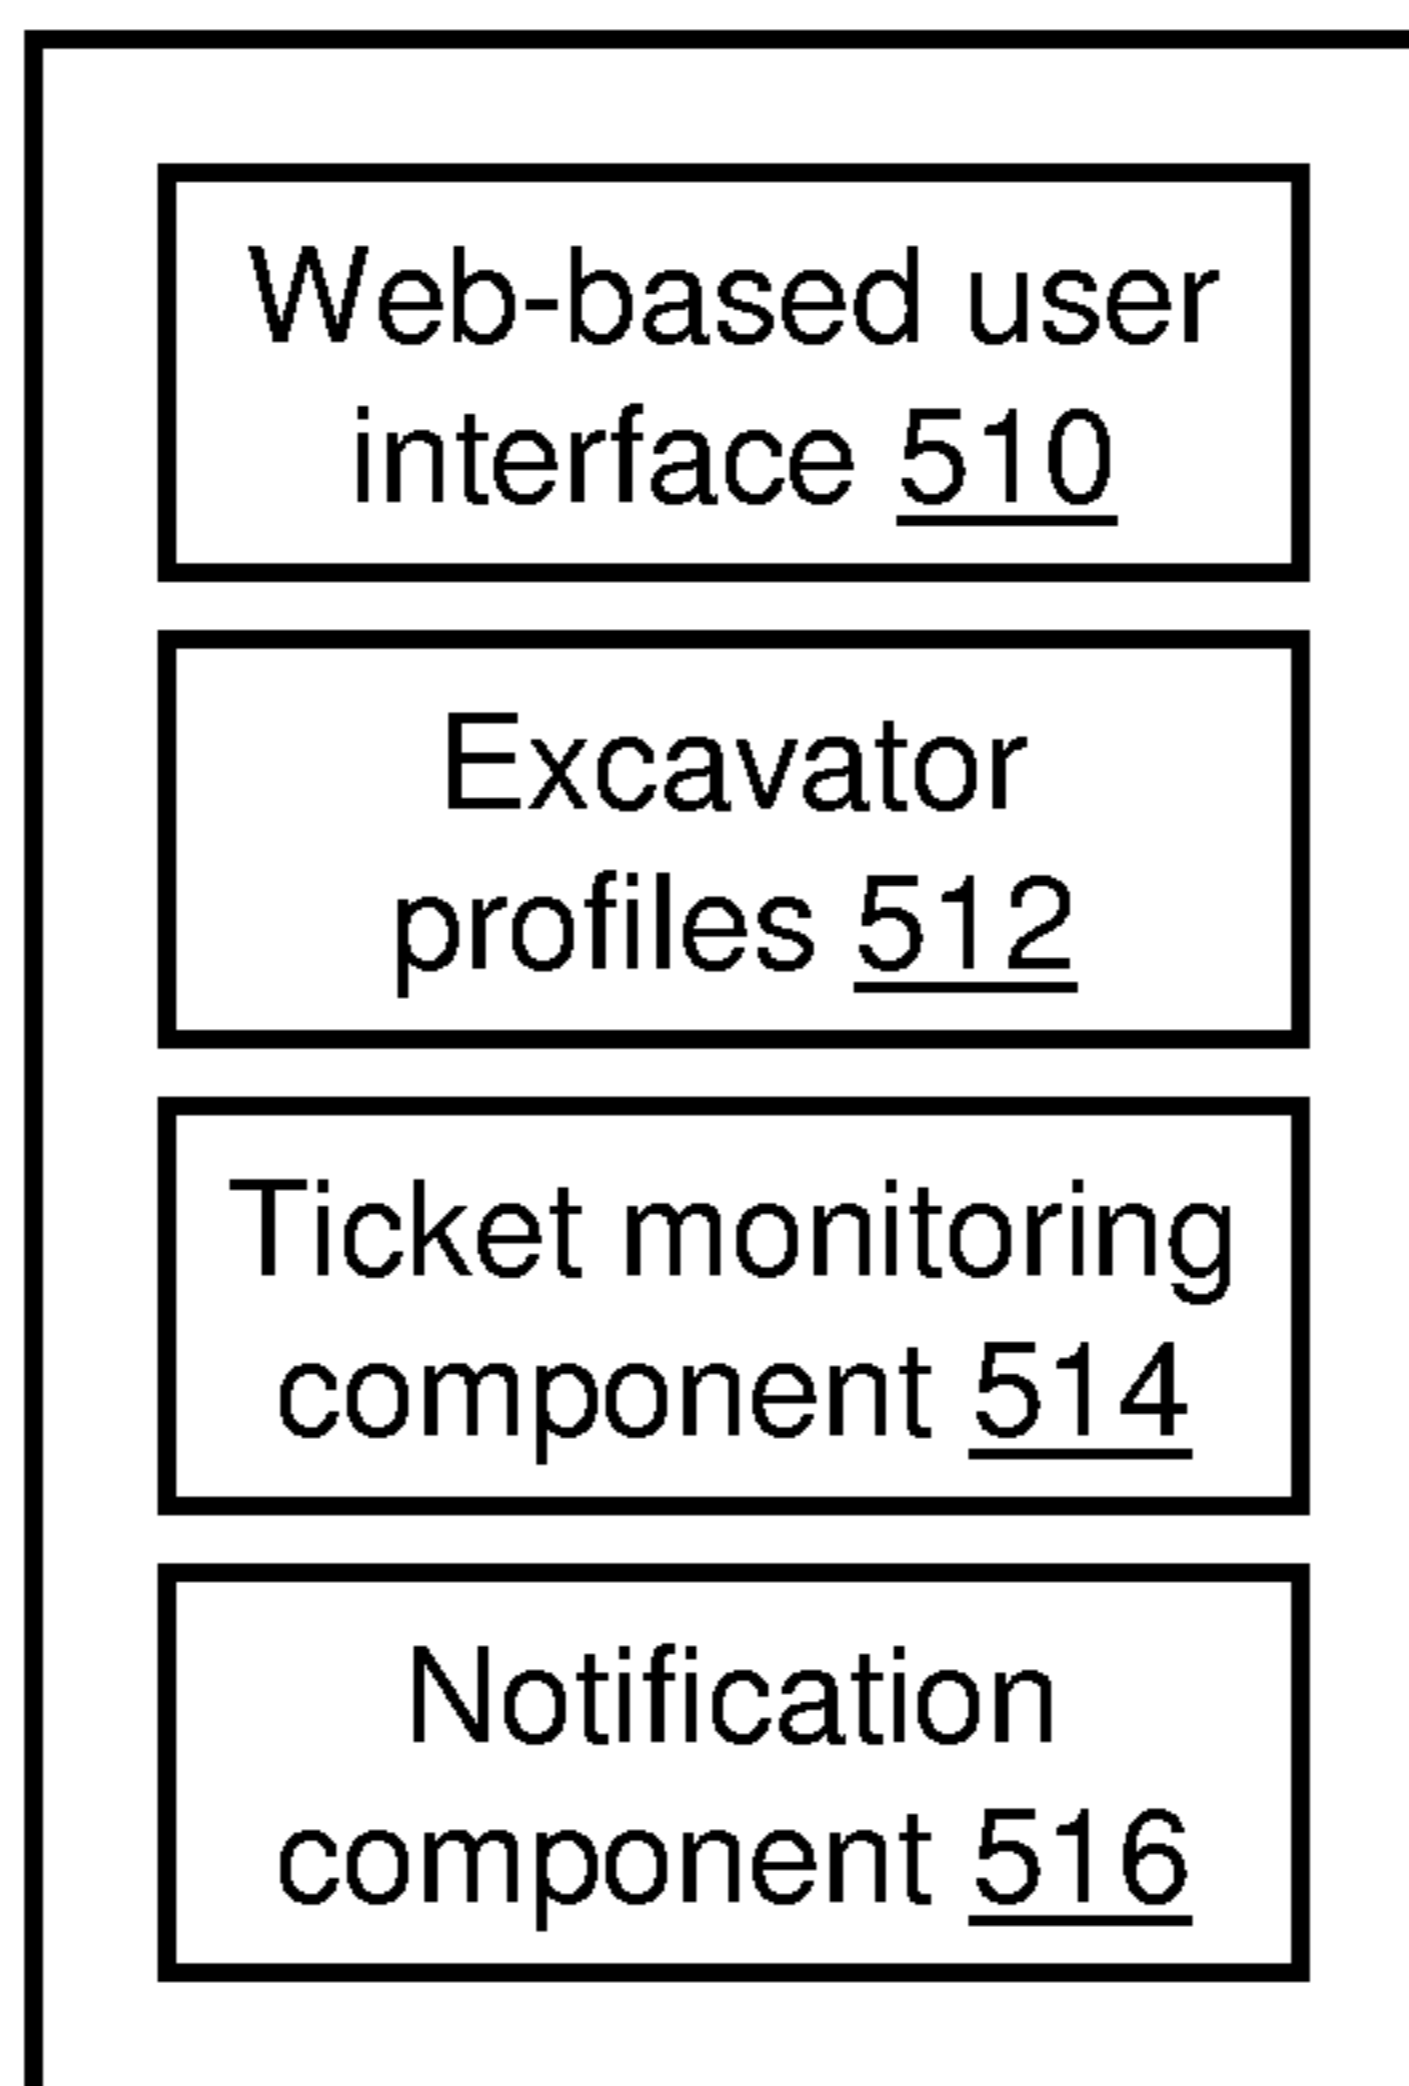 Web-based user
interface 510
Excavator
profiles 512
Ticket monitoring
component 514
Notification
component 516